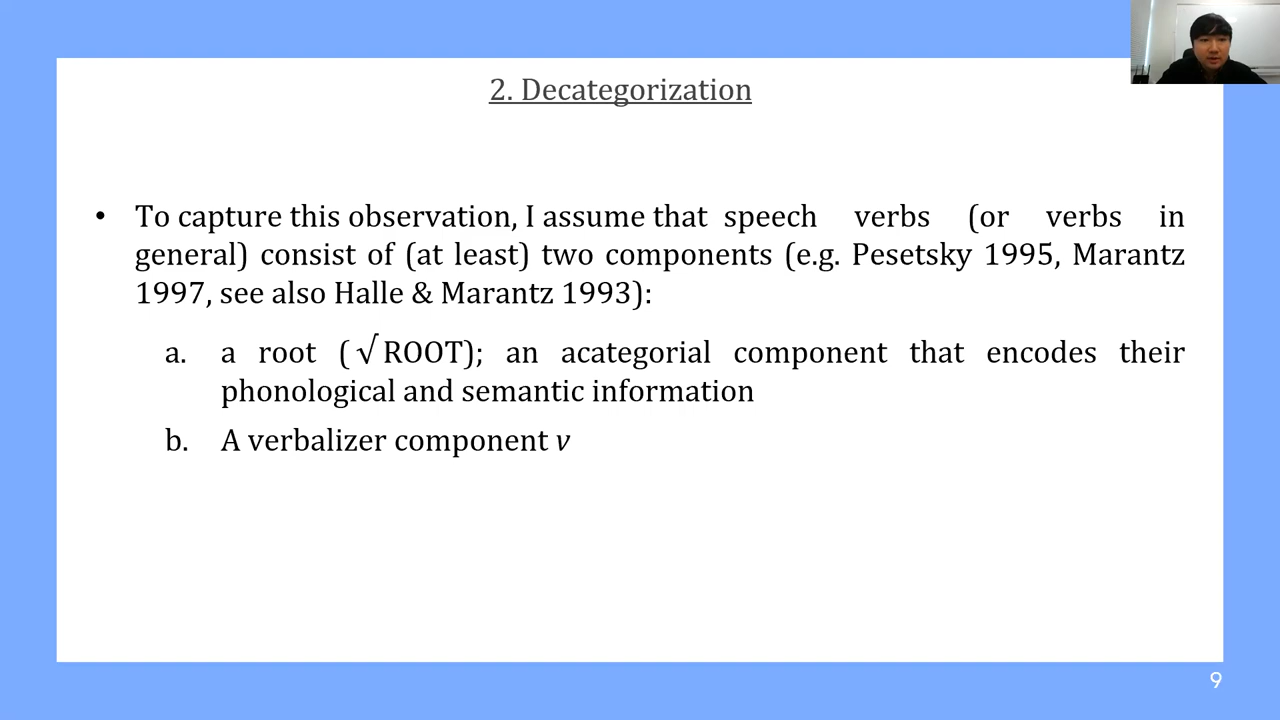 2. Decategorization
• To capture this observation, I assume that speech verbs (or verbs in
general) consist of (at least) two components (e.g. Pesetsky 1995, Marantz
1997, see also Halle & Marantz 1993):
a. a root (√ROOT); an acategorial component that encodes their
phonological and semantic information
b. A verbalizer component v
9